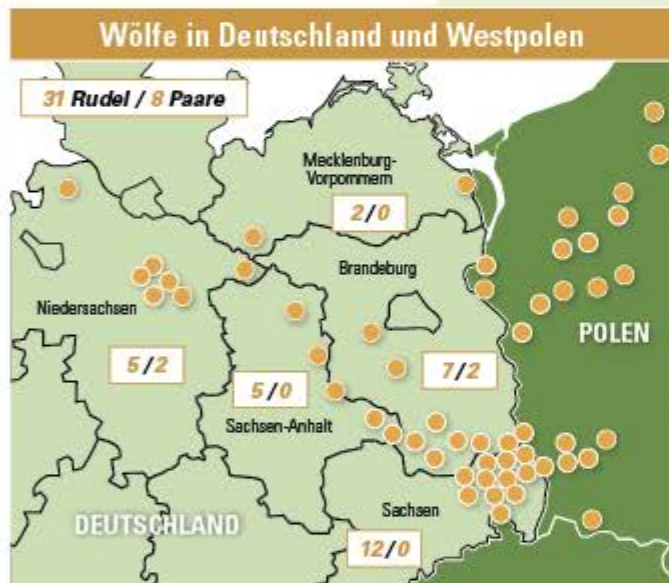 Wölfe in Deutschland und Westpolen
31 Rudel / 8 Paare
Mecklenburg-
Vorpommern
2/0
Brandeburg
Niedersachsen
POLEN
5/2
5/0
7/2
Sachsen-Anhalt
DEUTSCHLAND
Sachsen
12/0